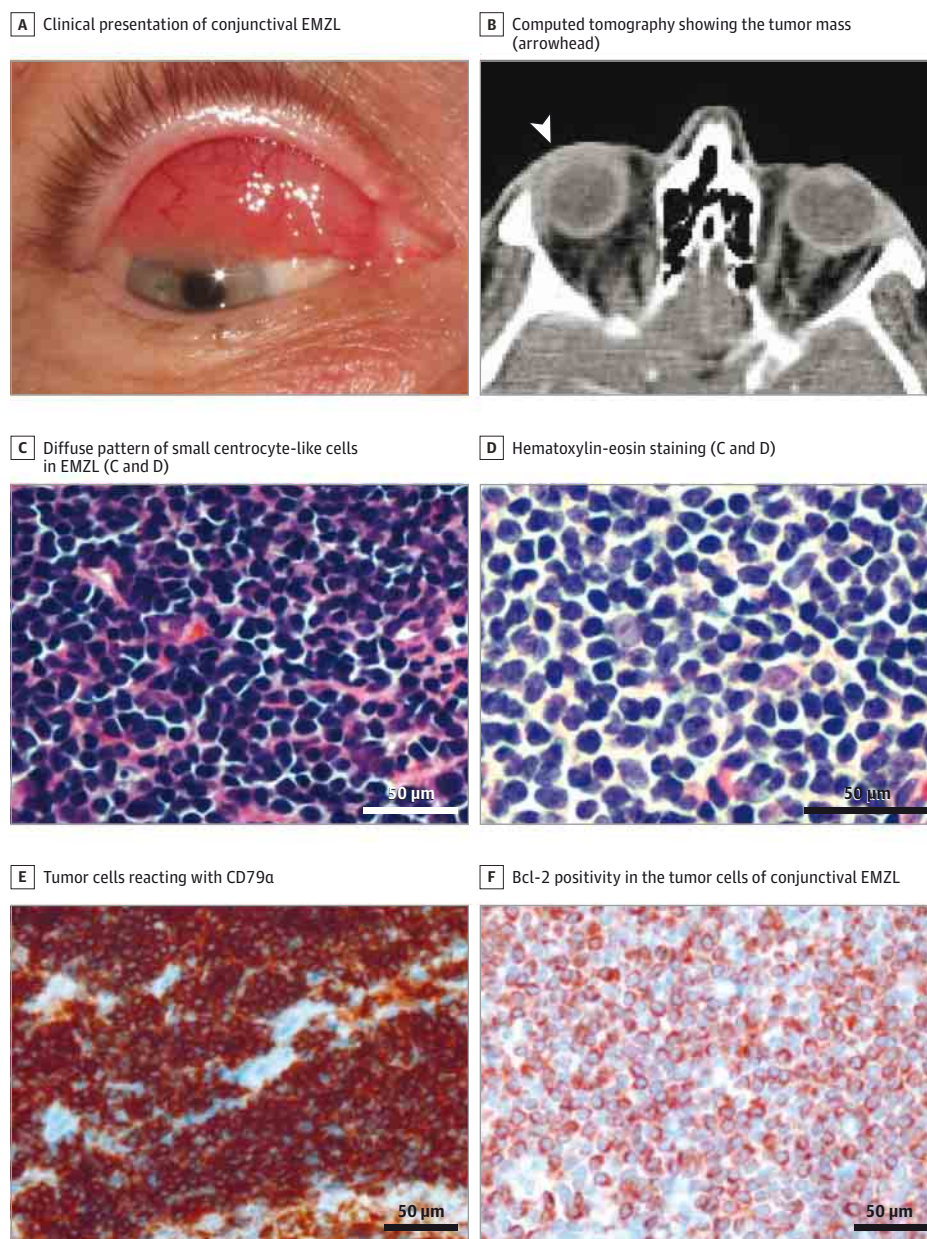 A Clinical presentation of conjunctival EMZL
B Computed tomography showing the tumor mass
(arrowhead)
C Diffuse pattern of small centrocyte-like cells
in EMZL (C and D)
D Hematoxylin-eosin staining (C and D)
50 µm
50 µm
E Tumor cells reacting with CD79α
F Bcl-2 positivity in the tumor cells of conjunctival EMZL
50 µm
50 µm